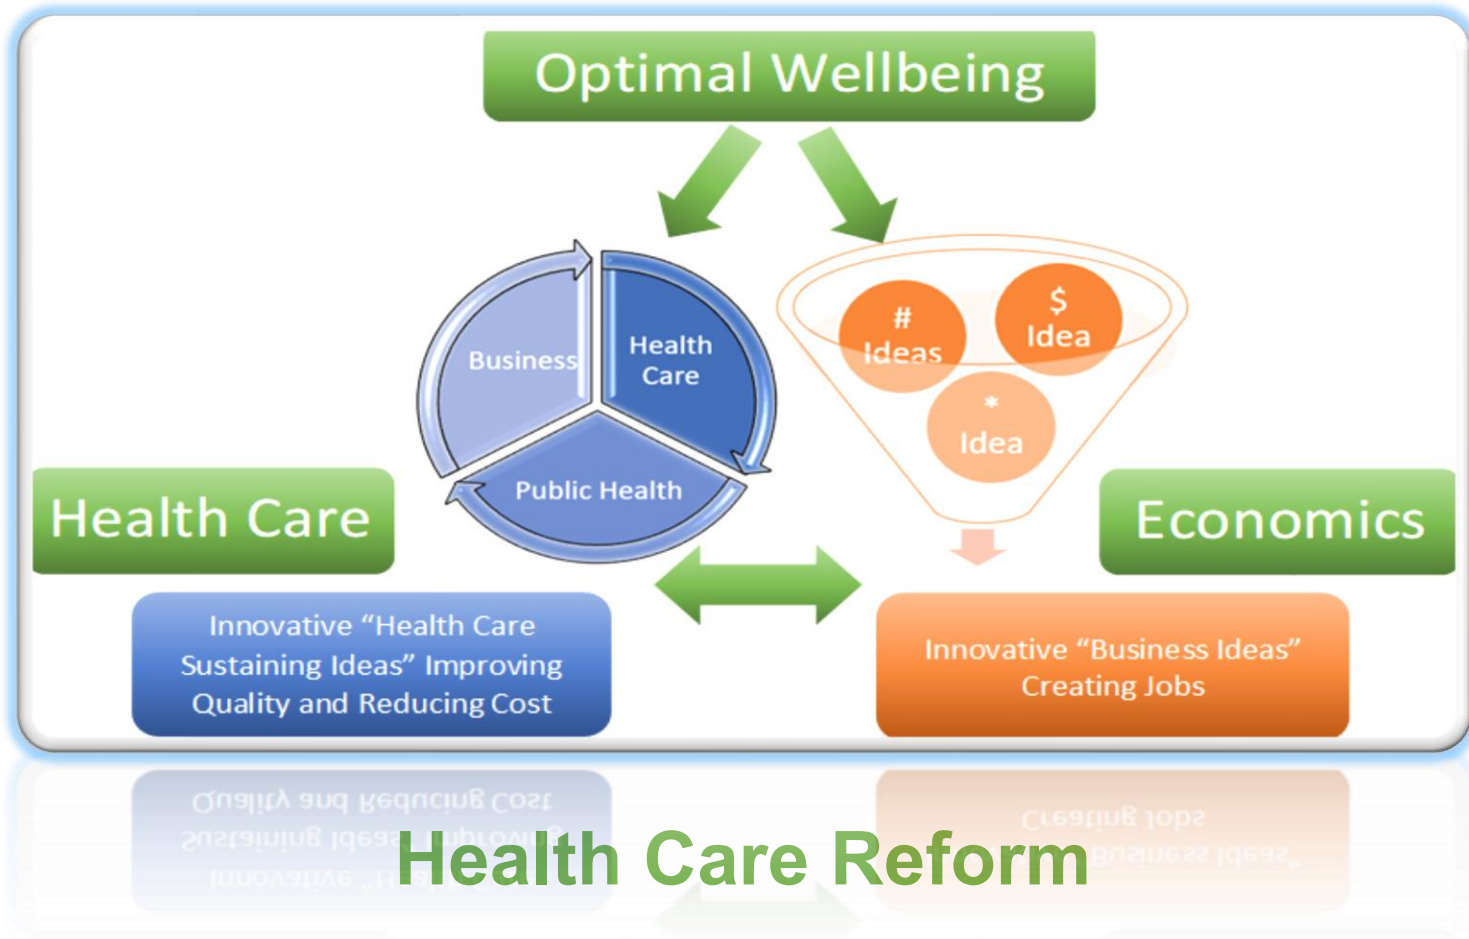 Optimal Wellbeing
Business
Health
Care
Public Health
#
Ideas
$
Idea
*
Idea
Health Care
Economics
Innovative “Health Care
Sustaining Ideas” Improving
Quality and Reducing Cost
Innovative “Business Ideas”
Creating Jobs
Health Care Reform